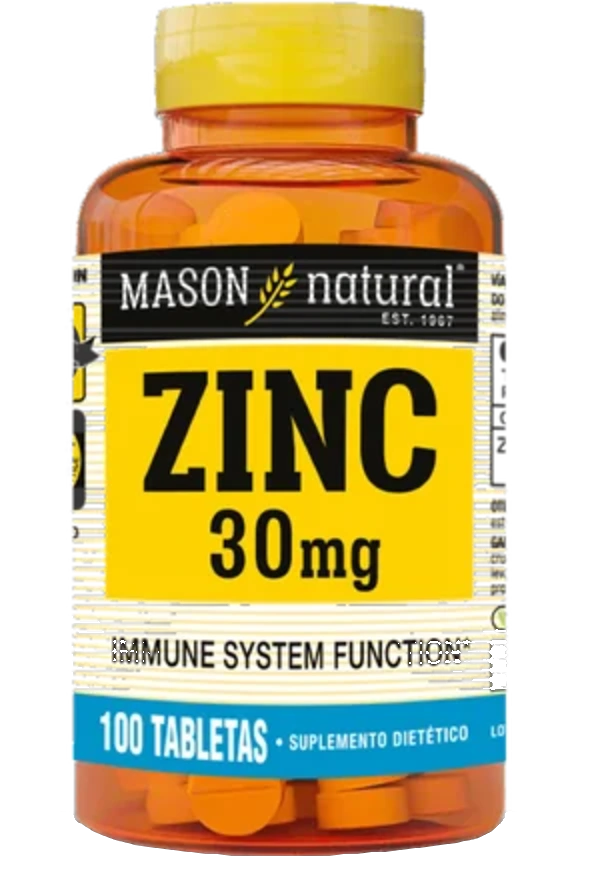 MASON natural®
EST. 1967
ZINC
30mg
IMMUNE SYSTEM FUNCTION*
100 TABLETAS • SUPLEMENTO DIETÉTICO